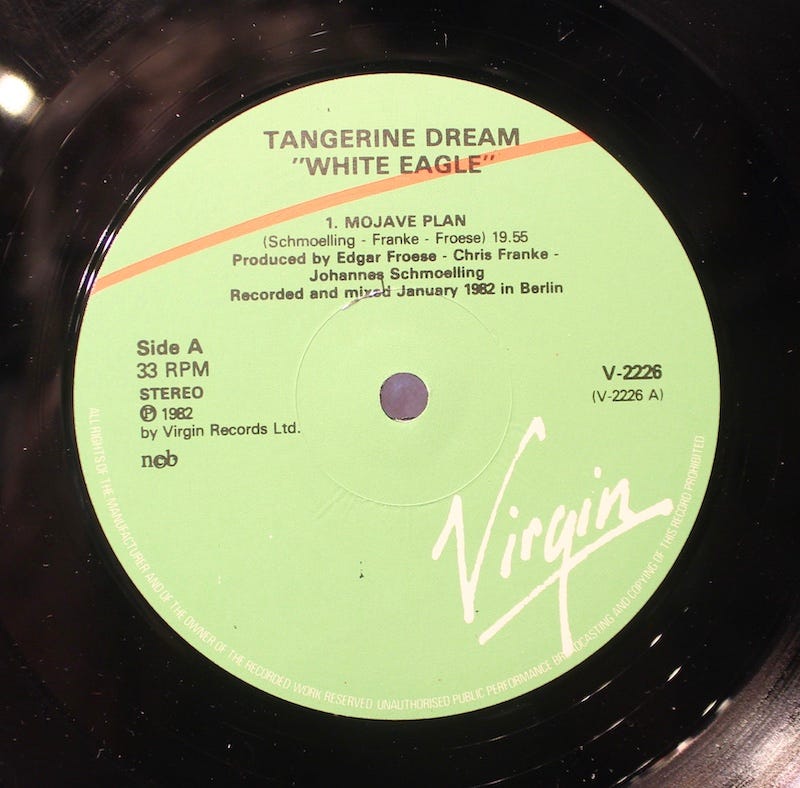 TANGERINE DREAM
"WHITE EAGLE"
1. MOJAVE PLAN
(Schmoelling - Franke - Froese) 19.55
Produced by Edgar Froese - Chris Franke -
Johannes Schmoelling
Recorded and mixed January 1982 in Berlin
Side A
33 RPM
STEREO
Ⓟ 1982
by Virgin Records Ltd.
ncb
V-2226
(V-2226 A)
Virgin
ALL RIGHTS OF THE MANUFACTURER AND OF THE OWNER OF THE RECORDED WORK RESERVED UNAUTHORISED PUBLIC PERFORMANCE BROADCASTING AND COPYING OF THIS RECORD PROHIBITED